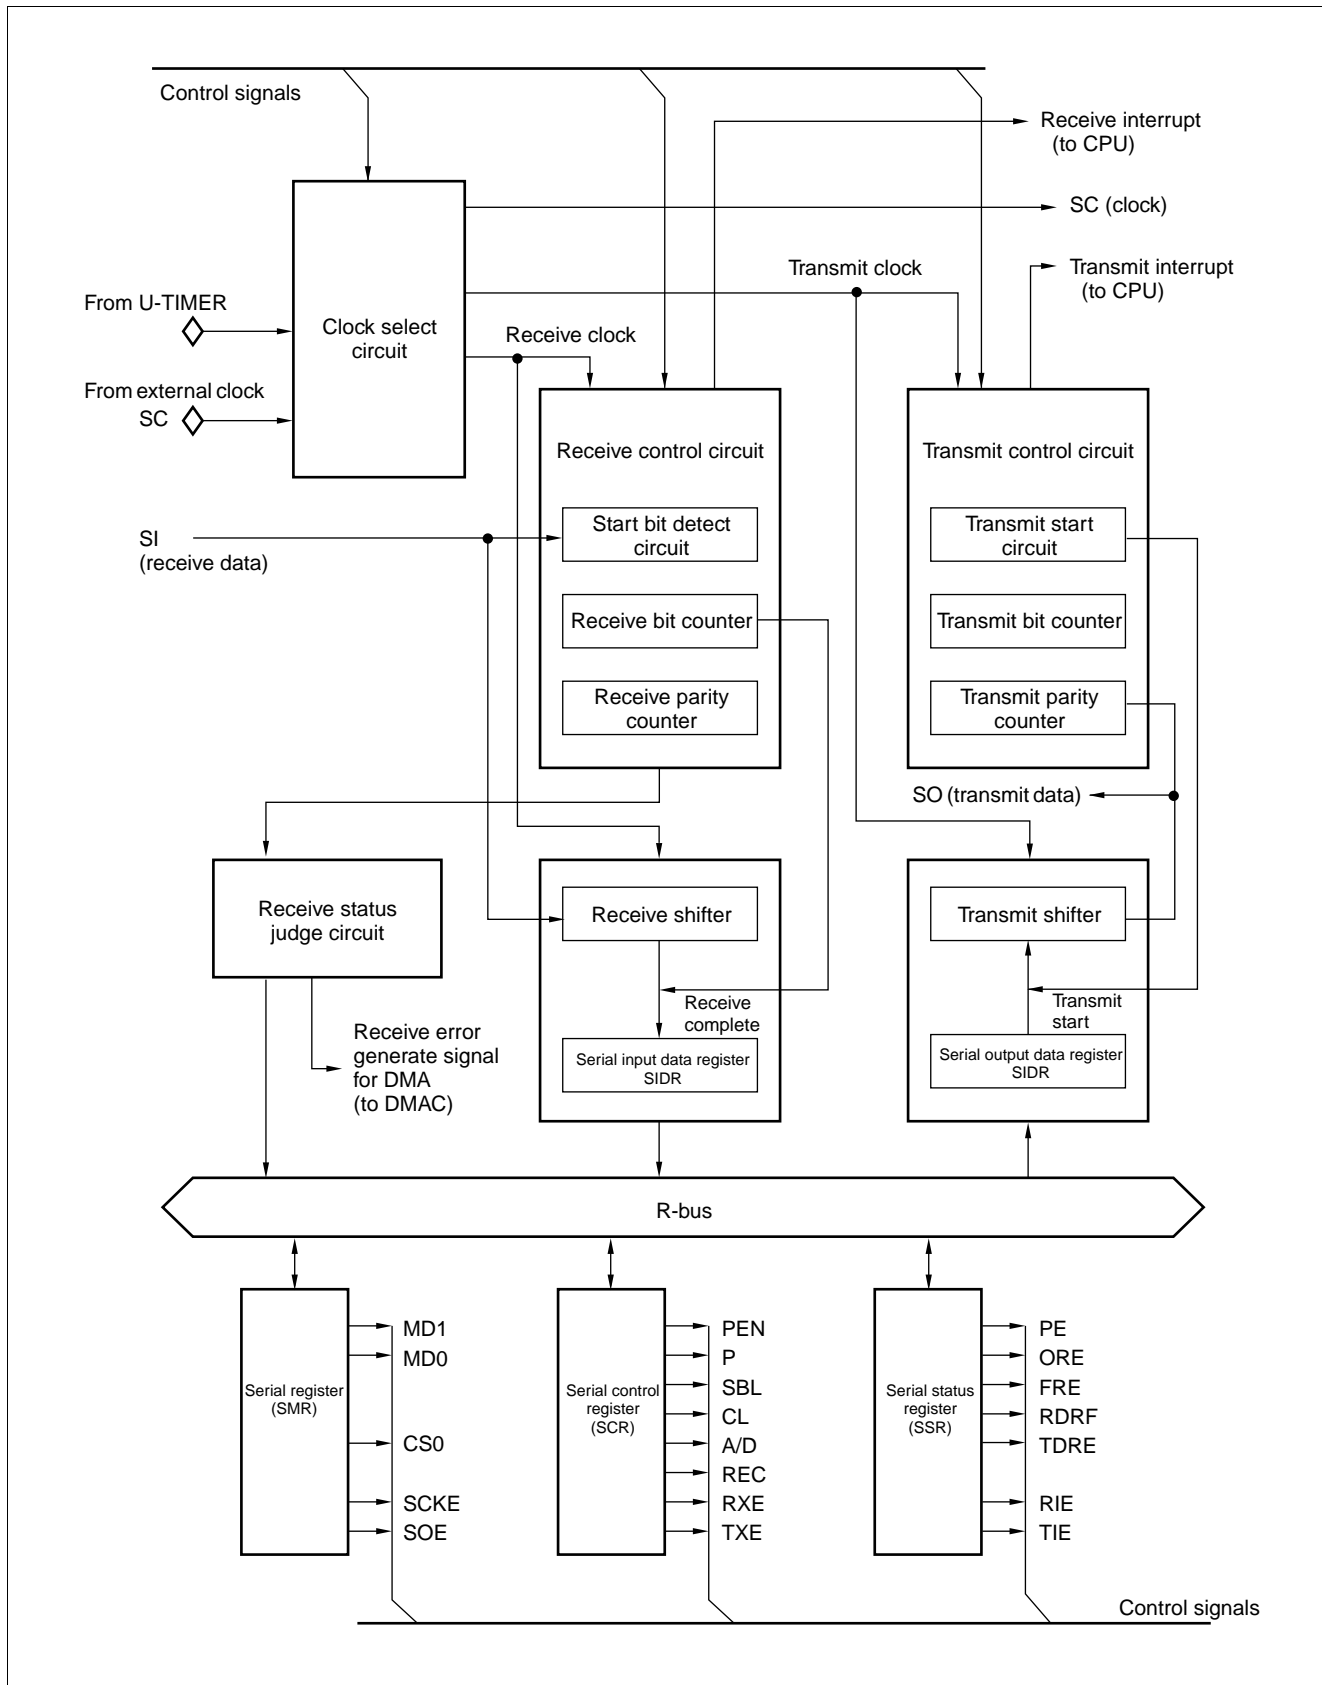 Control signals
Receive interrupt
(to CPU)
SC (clock)
Transmit clock
Transmit interrupt
(to CPU)
From U-TIMER
Clock select
circuit
Receive clock
From external clock
SC
Receive control circuit
Transmit control circuit
SI
(receive data)
Start bit detect
circuit
Transmit start
circuit
Receive bit counter
Transmit bit counter
Receive parity
counter
Transmit parity
counter
SO (transmit data)
Receive status
judge circuit
Receive shifter
Transmit shifter
Receive
complete
Transmit
start
Receive error
generate signal
for DMA
(to DMAC)
Serial input data register
SIDR
Serial output data register
SIDR
R-bus
Serial register
(SMR)
MD1
MD0
CS0
SCKE
SOE
Serial control
register
(SCR)
PEN
P
SBL
CL
A/D
REC
RXE
TXE
Serial status
register
(SSR)
PE
ORE
FRE
RDRF
TDRE
RIE
TIE
Control signals